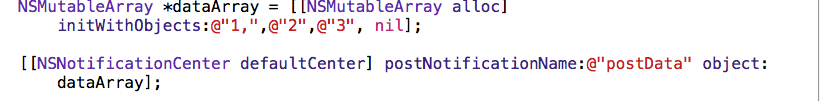 NSMutableArray *dataArray = [[NSMutableArray alloc]
initWithObjects:@"1,",@"2",@"3", nil];
[[NSNotificationCenter defaultCenter] postNotificationName:@"postData" object:
dataArray];